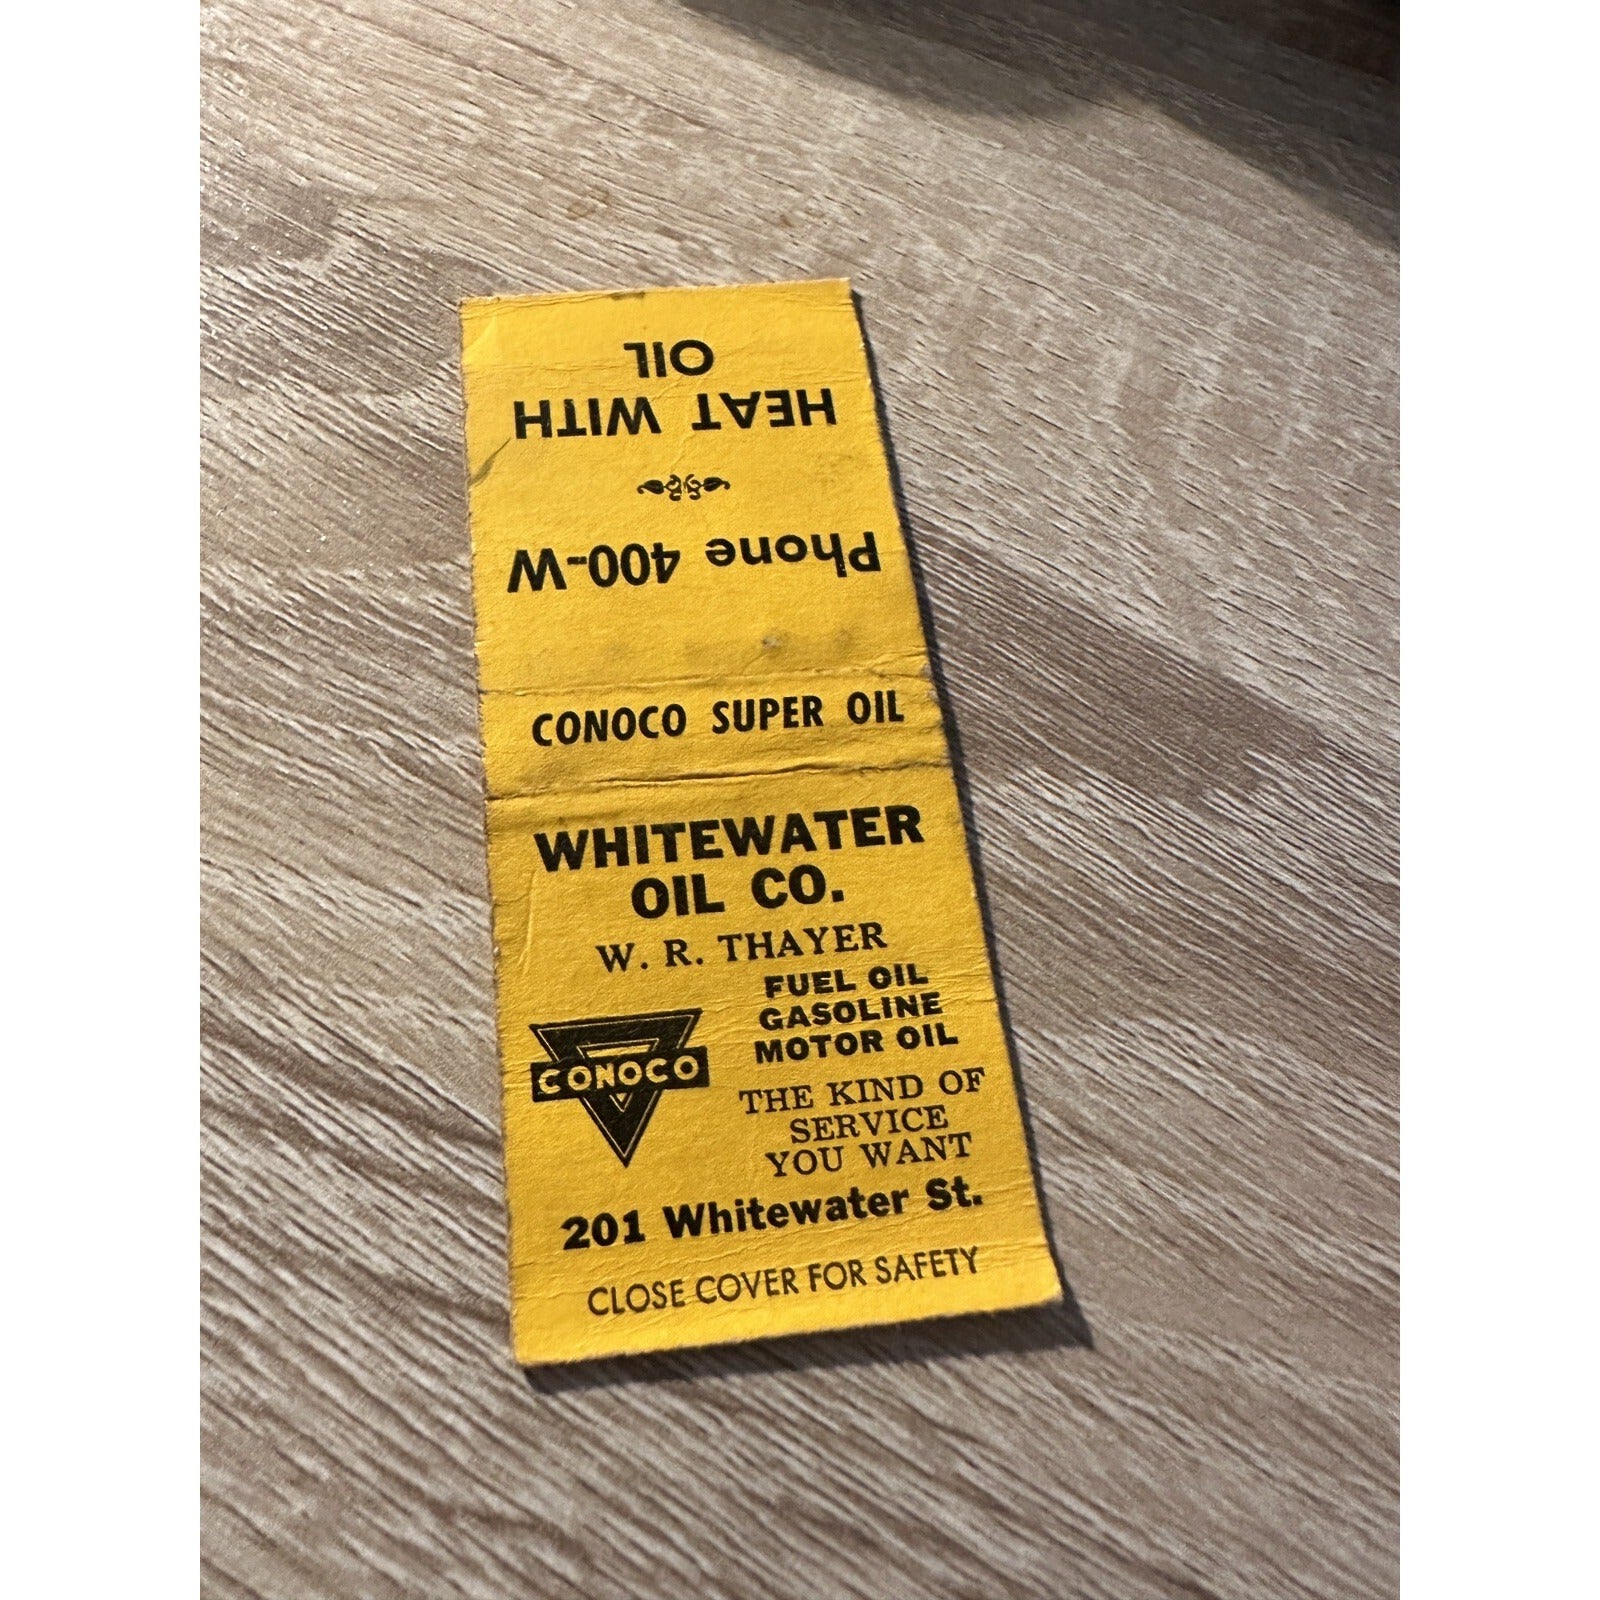 HEAT WITH
OIL
Phone 400-W
CONOCO SUPER OIL
WHITEWATER
OIL CO.
W. R. THAYER
FUEL OIL
GASOLINE
MOTOR OIL
CONOCO
THE KIND OF
SERVICE
YOU WANT
201 Whitewater St.
CLOSE COVER FOR SAFETY